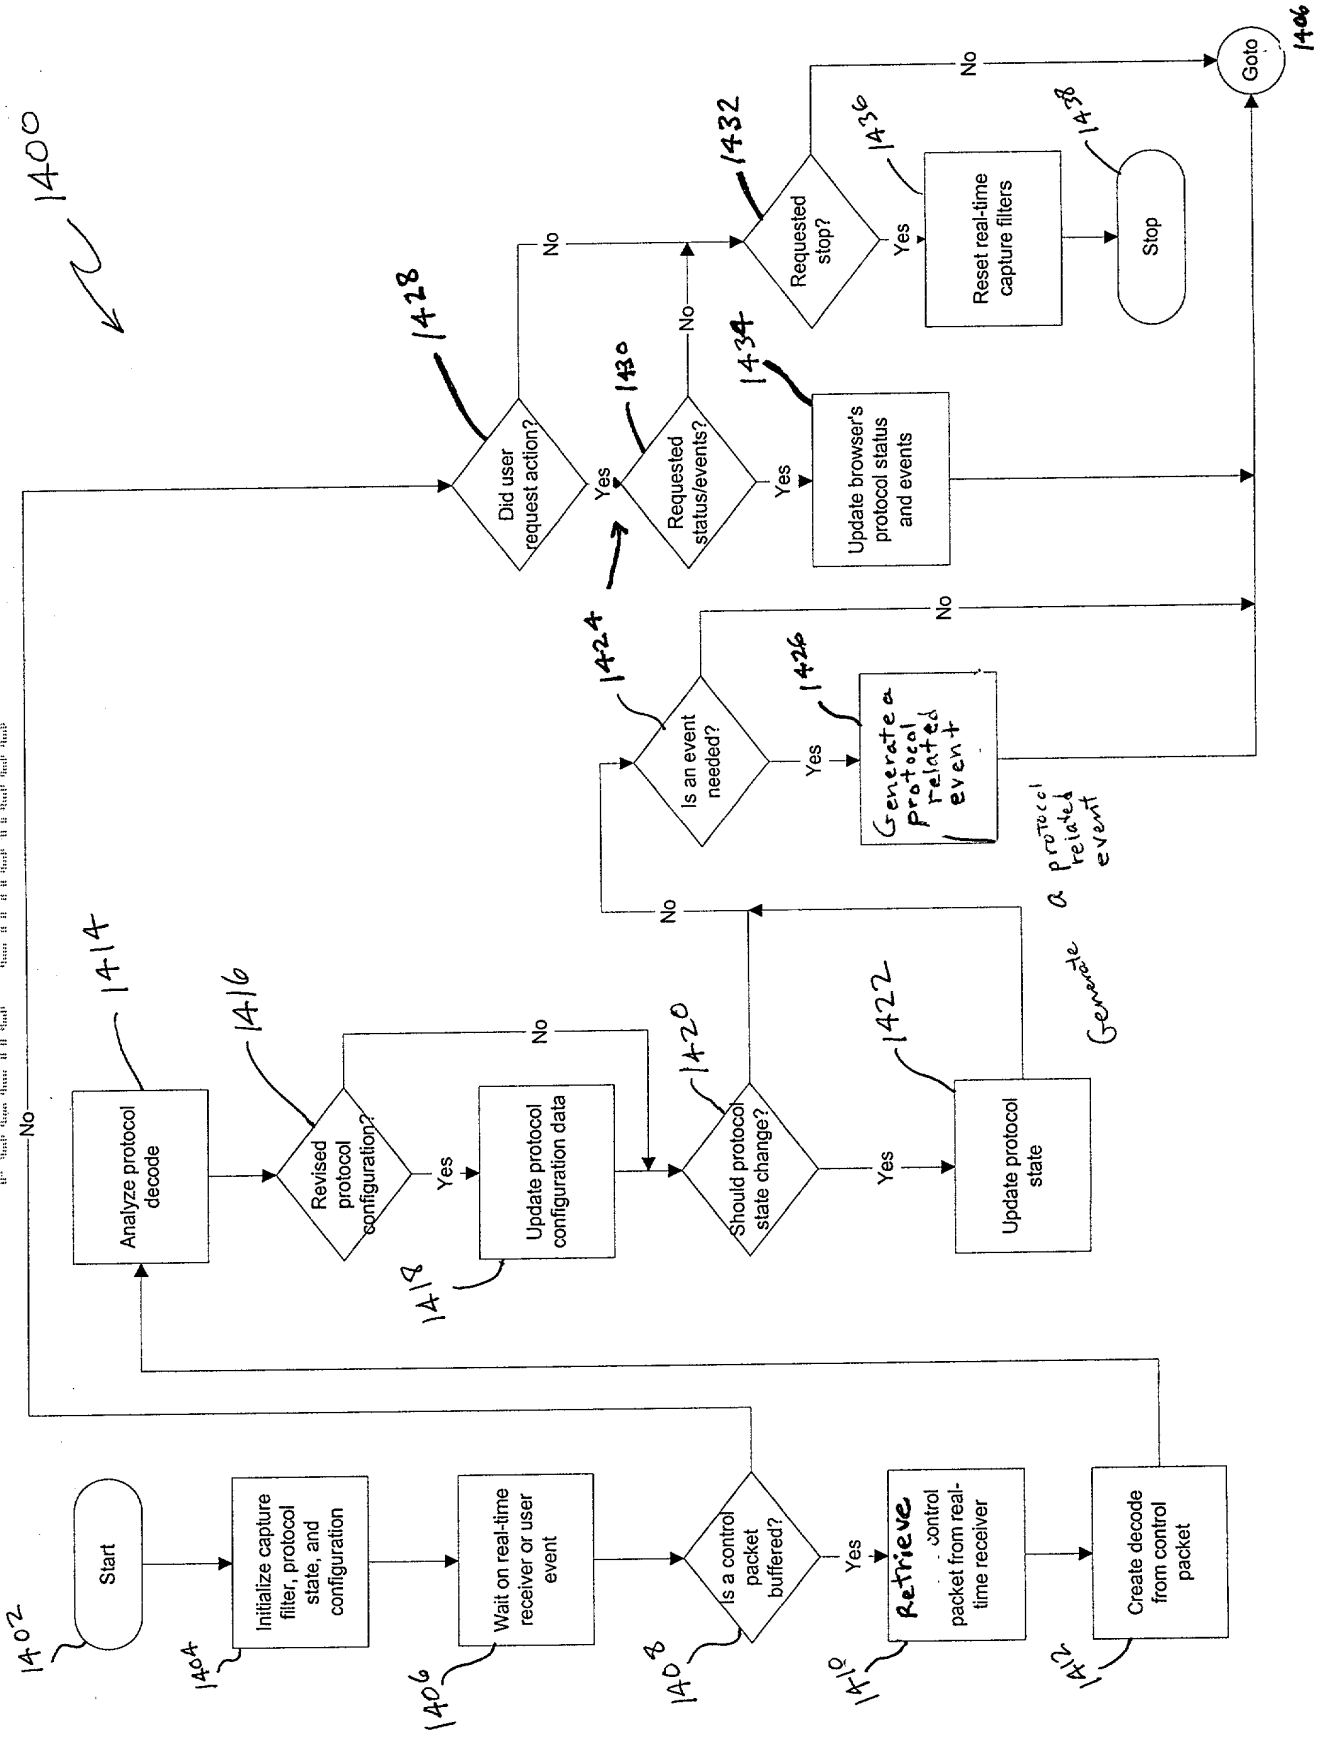 1400
1402
Start
1404
Initialize capture
filter, protocol
state, and
configuration
1406
Wait on real-time
receiver or user
event
1408
Is a control
packet
buffered?
No
Yes
1410
Retrieve
control
packet from real-
time receiver
1412
Create decode
from control
packet
1414
Analyze protocol
decode
1416
Revised
protocol
configuration?
No
Yes
1418
Update protocol
configuration data
1420
Should protocol
state change?
No
Yes
1422
Update protocol
state
Generate a protocol
related
event
1424
Is an event
needed?
No
Yes
1426
Generate a
protocol
related
event
1428
Did user
request action?
No
Yes
1430
Requested
status/events?
No
Yes
1434
Update browser's
protocol status
and events
1432
Requested
stop?
No
Yes
1436
Reset real-time
capture filters
1438
Stop
Goto
1406